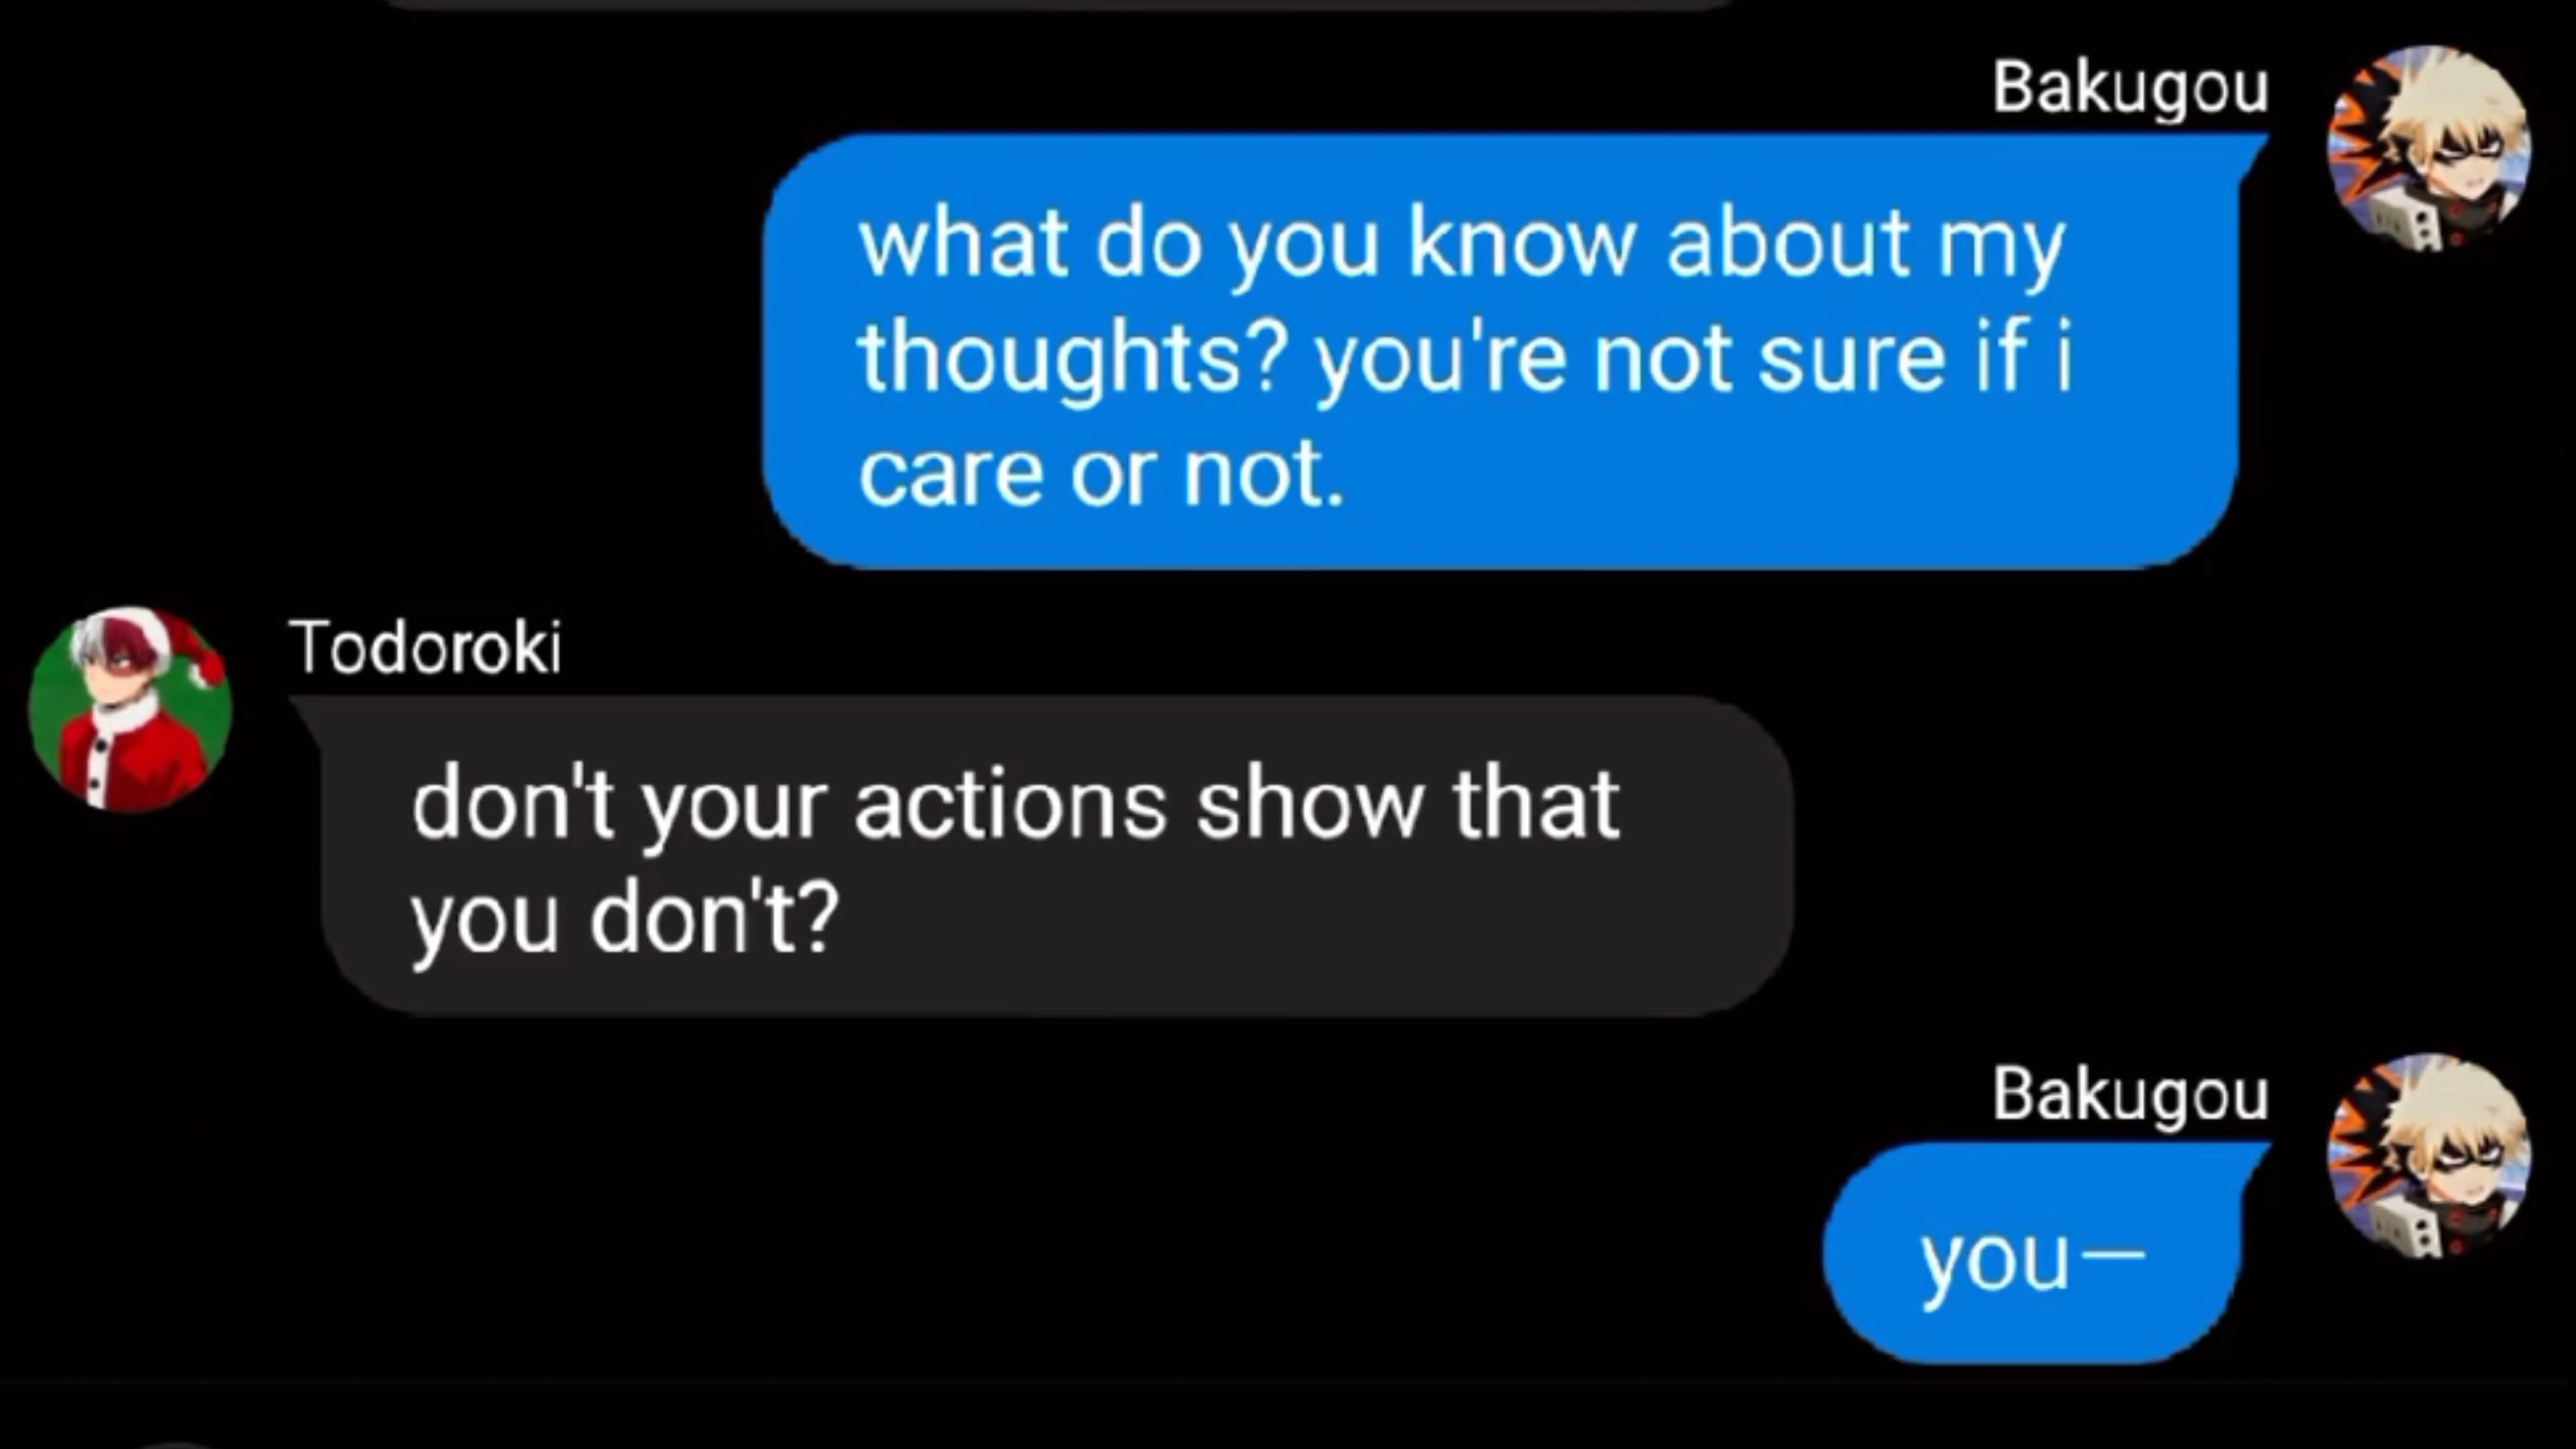 Bakugou
what do you know about my
thoughts? you're not sure if i
care or not.
Todoroki
don't your actions show that
you don't?
Bakugou
you—